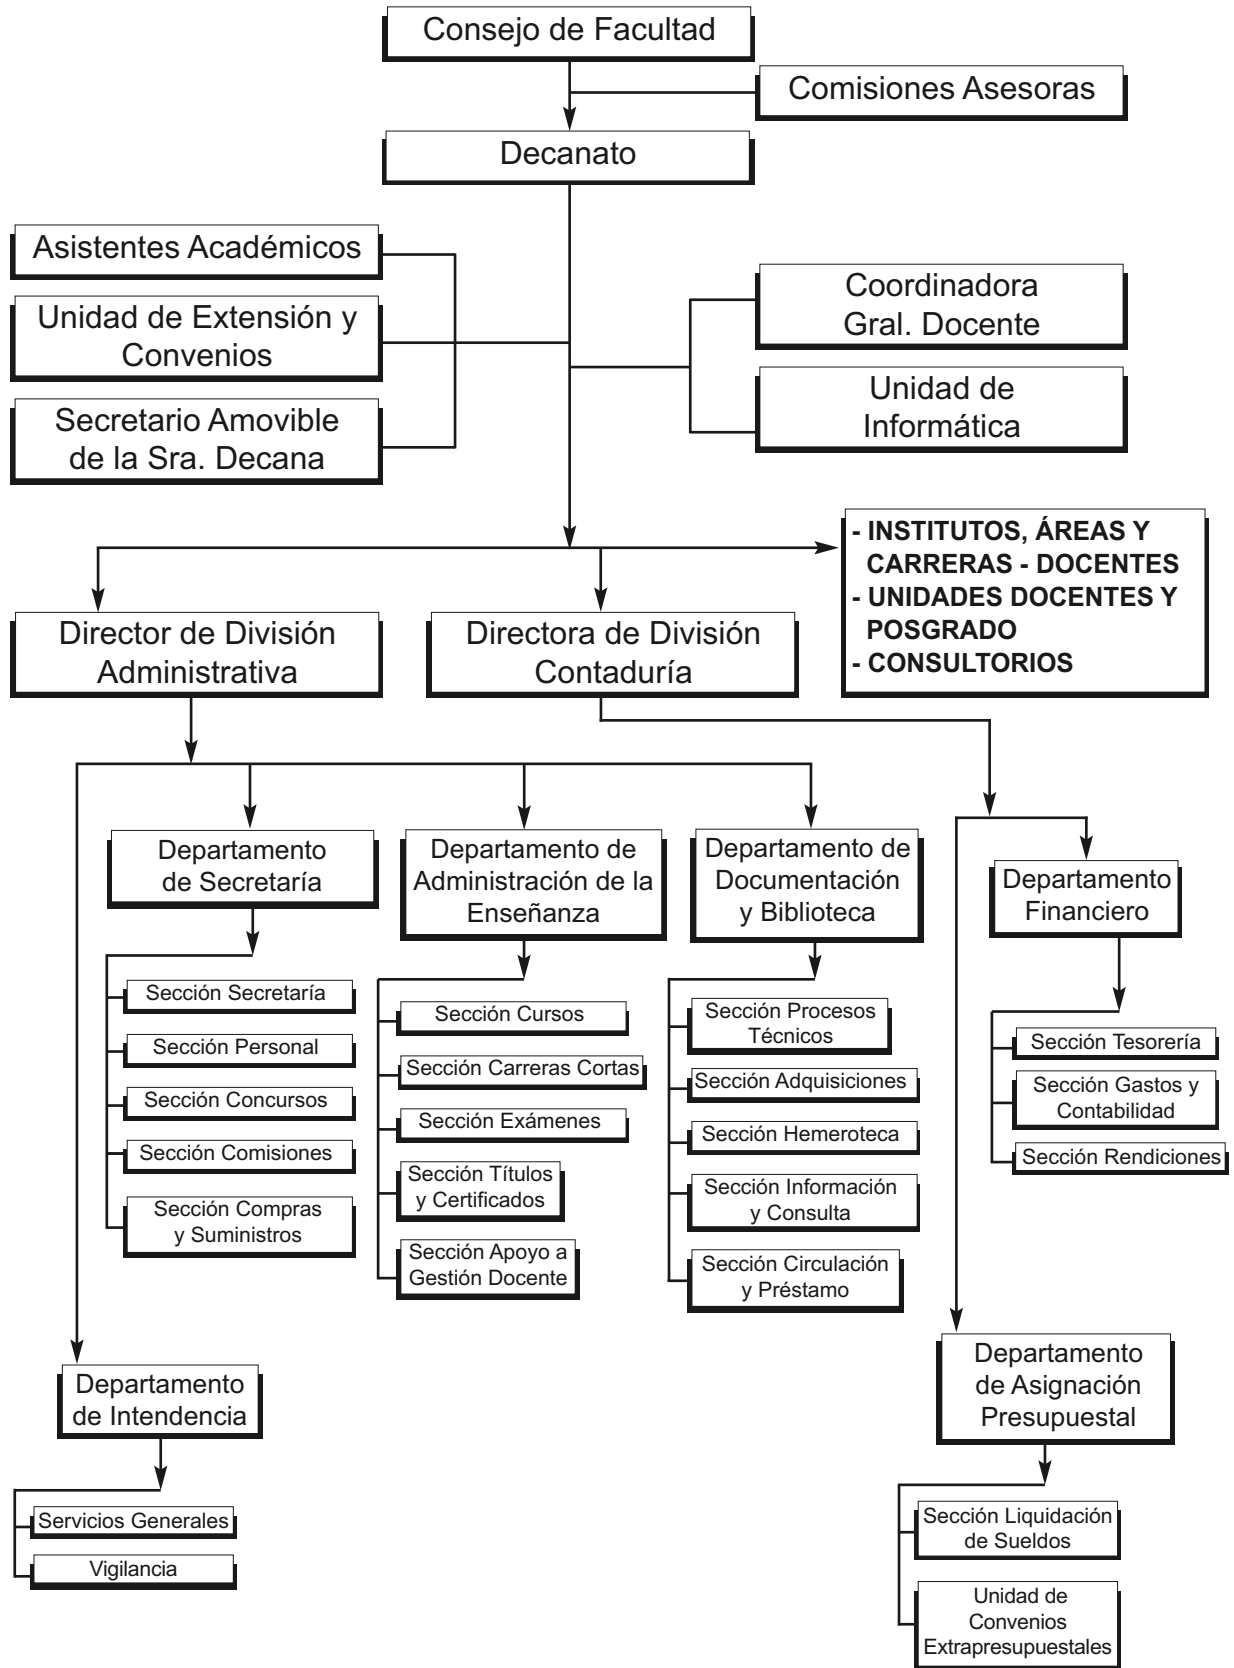 Consejo de Facultad
Comisiones Asesoras
Decanato
Asistentes Académicos
Unidad de Extensión y
Convenios
Secretario Amovible
de la Sra. Decana
Coordinadora
Gral. Docente
Unidad de
Informática
- INSTITUTOS, ÁREAS Y
CARRERAS - DOCENTES
- UNIDADES DOCENTES Y
POSGRADO
- CONSULTORIOS
Director de División
Administrativa
Directora de División
Contaduría
Departamento
de Secretaría
Sección Secretaría
Sección Personal
Sección Concursos
Sección Comisiones
Sección Compras
y Suministros
Departamento de
Administración de la
Enseñanza
Sección Cursos
Sección Carreras Cortas
Sección Exámenes
Sección Títulos
y Certificados
Sección Apoyo a
Gestión Docente
Departamento de
Documentación
y Biblioteca
Sección Procesos
Técnicos
Sección Adquisiciones
Sección Hemeroteca
Sección Información
y Consulta
Sección Circulación
y Préstamo
Departamento
Financiero
Sección Tesorería
Sección Gastos y
Contabilidad
Sección Rendiciones
Departamento
de Intendencia
Servicios Generales
Vigilancia
Departamento
de Asignación
Presupuestal
Sección Liquidación
de Sueldos
Unidad de
Convenios
Extrapresupuestales